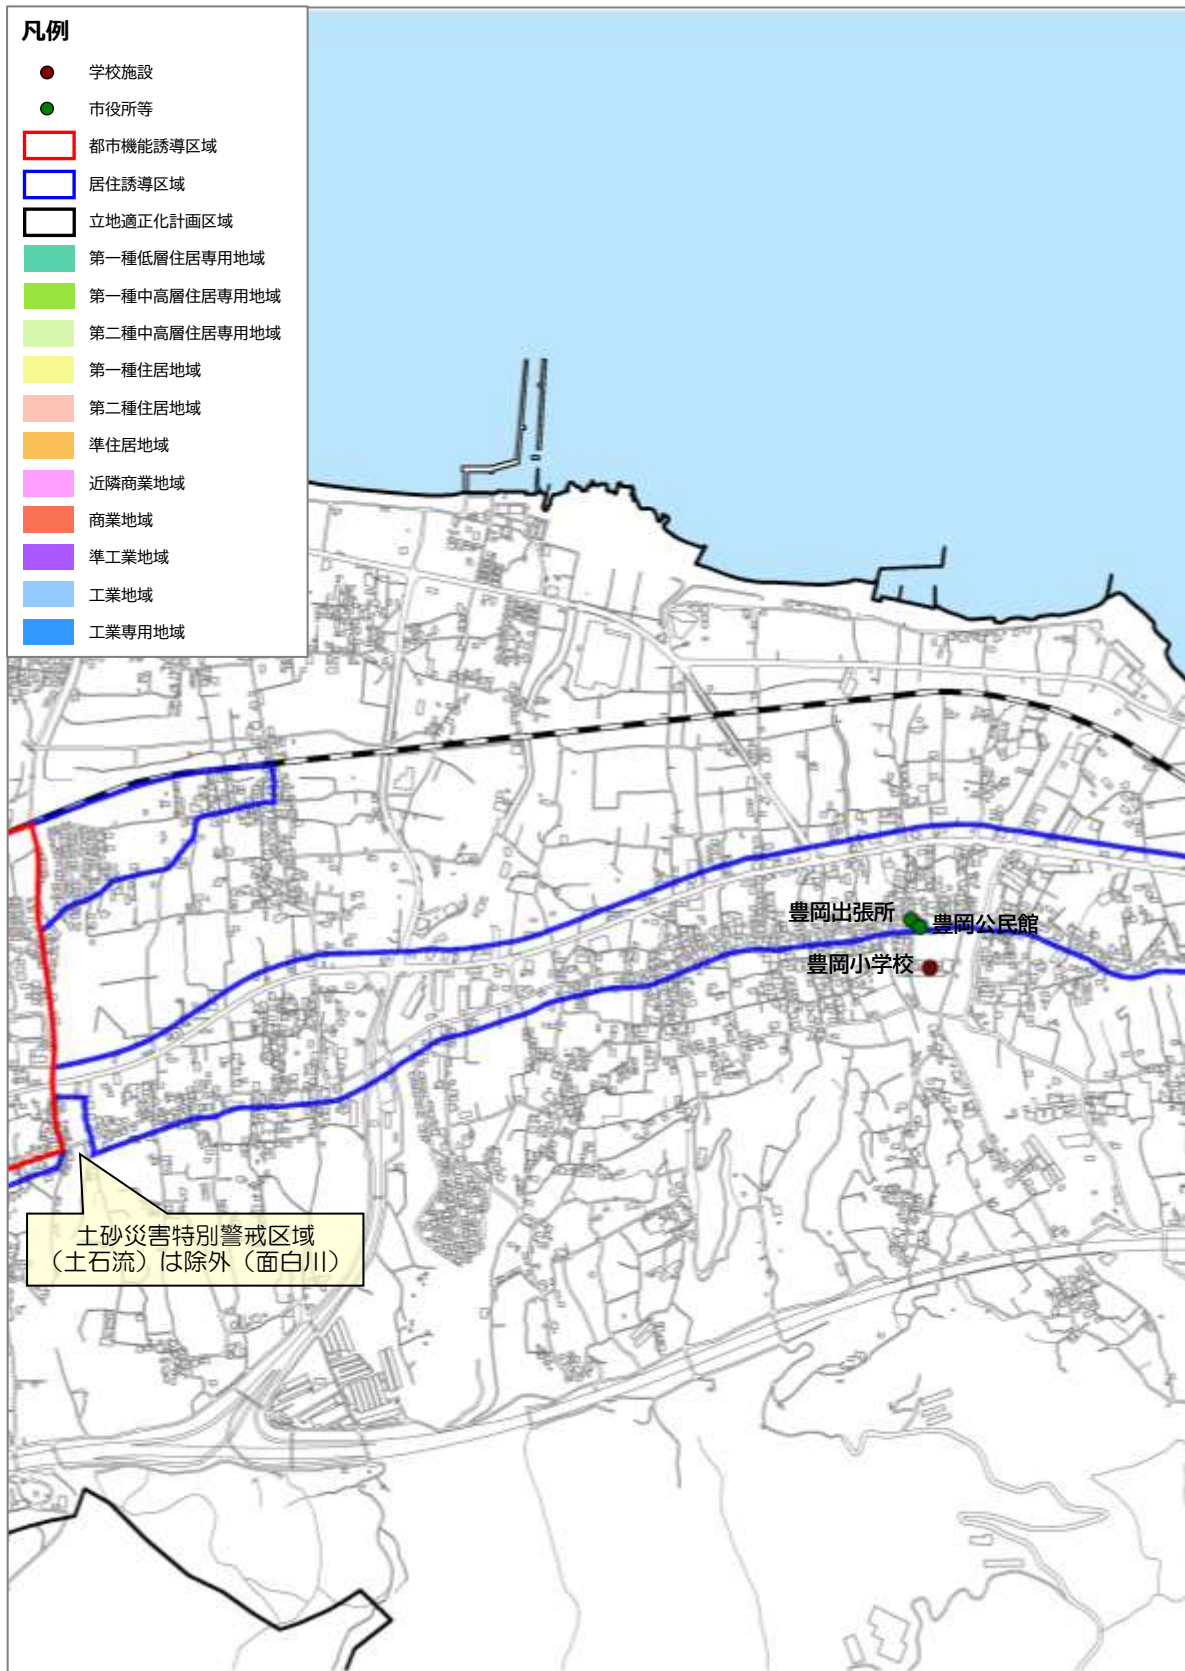 凡例
学校施設
市役所等
都市機能誘導区域
居住誘導区域
立地適正化計画区域
第一種低層住居専用地域
第一種中高層住居専用地域
第二種中高層住居専用地域
第一種住居地域
第二種住居地域
準住居地域
近隣商業地域
商業地域
準工業地域
工業地域
工業専用地域
豊岡出張所
豊岡公民館
豊岡小学校
土砂災害特別警戒区域
（土石流）は除外（面白川）